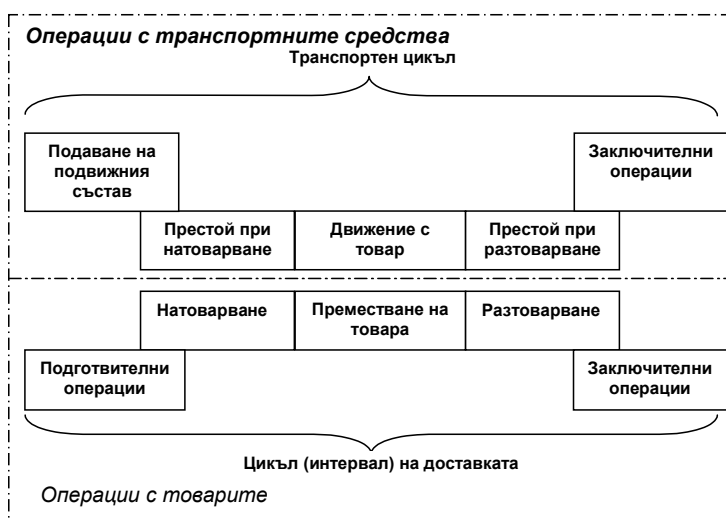 Операции с транспортните средства
Транспортен цикъл
Подаване на
подвижния
състав
Заключителни
операции
Престой при
натоварване
Движение с
товар
Престой при
разтоварване
Натоварване
Преместване на
товара
Разтоварване
Подготвителни
операции
Заключителни
операции
Цикъл (интервал) на доставката
Операции с товарите